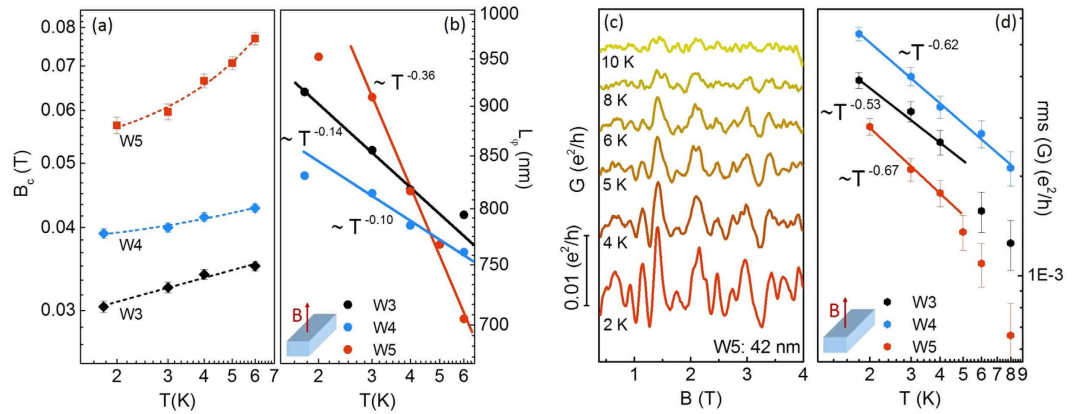 (a)
0.08
0.07
0.06
0.05
0.04
0.03
B_c (T)
W5
W4
W3
B
2 3 4 5 6 7
T(K)
(b)
1000
950
900
850
800
750
700
L_φ (nm)
~ T^-0.36
~ T^-0.14
~ T^-0.10
B
W3
W4
W5
2 3 4 5 6
T (K)
(c)
G (e²/h)
0.01 (e²/h)
10 K
8 K
6 K
5 K
4 K
2 K
W5: 42 nm
1 2 3 4
B (T)
(d)
~T^-0.62
~T^-0.53
~T^-0.67
rms (G) (e²/h)
1E-3
B
W3
W4
W5
2 3 4 5 6 7 8 9
T (K)